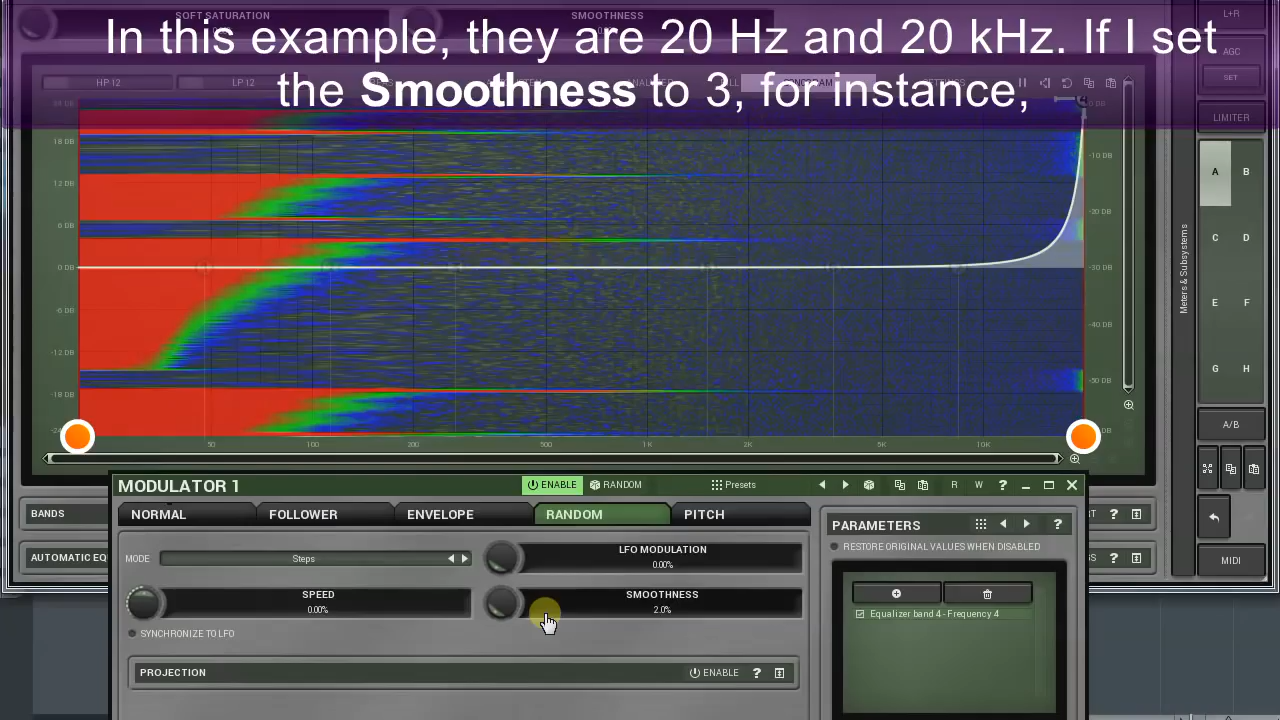 SOFT SATURATION
SMOOTHNESS
L+R
In this example, they are 20 Hz and 20 kHz. If I set
the Smoothness to 3, for instance,
AGC
SET
HP 12
LP 12
LIMITER
18 DB
12 DB
6 DB
0 DB
-6 DB
-12 DB
-18 DB
-10 DB
-20 DB
-30 DB
-40 DB
-50 DB
50
100
200
500
1K
5K
10K
Meters & Subsystems
A B
C D
E F
G H
A/B
MIDI
BANDS
MODULATOR 1
ENABLE
RANDOM
Presets
R W ?
NORMAL
FOLLOWER
ENVELOPE
RANDOM
PITCH
PARAMETERS
?
RESTORE ORIGINAL VALUES WHEN DISABLED
MODE
Steps
LFO MODULATION
0.00%
SPEED
0.00%
SMOOTHNESS
2.0%
SYNCHRONIZE TO LFO
Equalizer band 4 - Frequency 4
PROJECTION
ENABLE
?